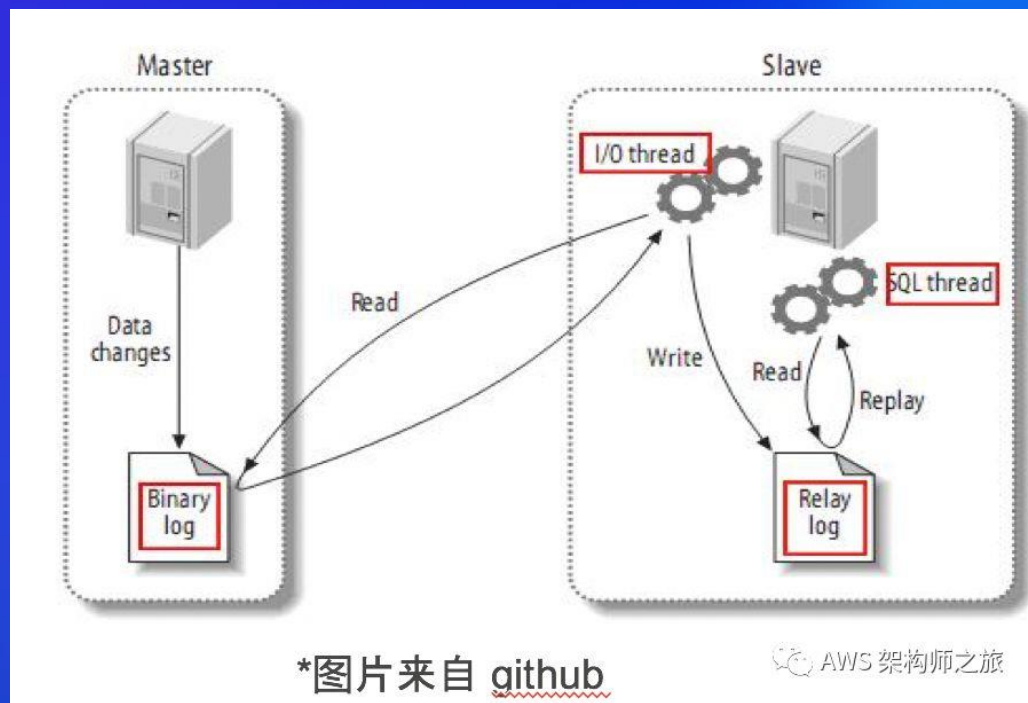 Master
Slave
I/O thread
SQL thread
Read
Data
changes
Write
Read
Replay
Binary
log
Relay
log
*图片来自 github
AWS 架构师之旅